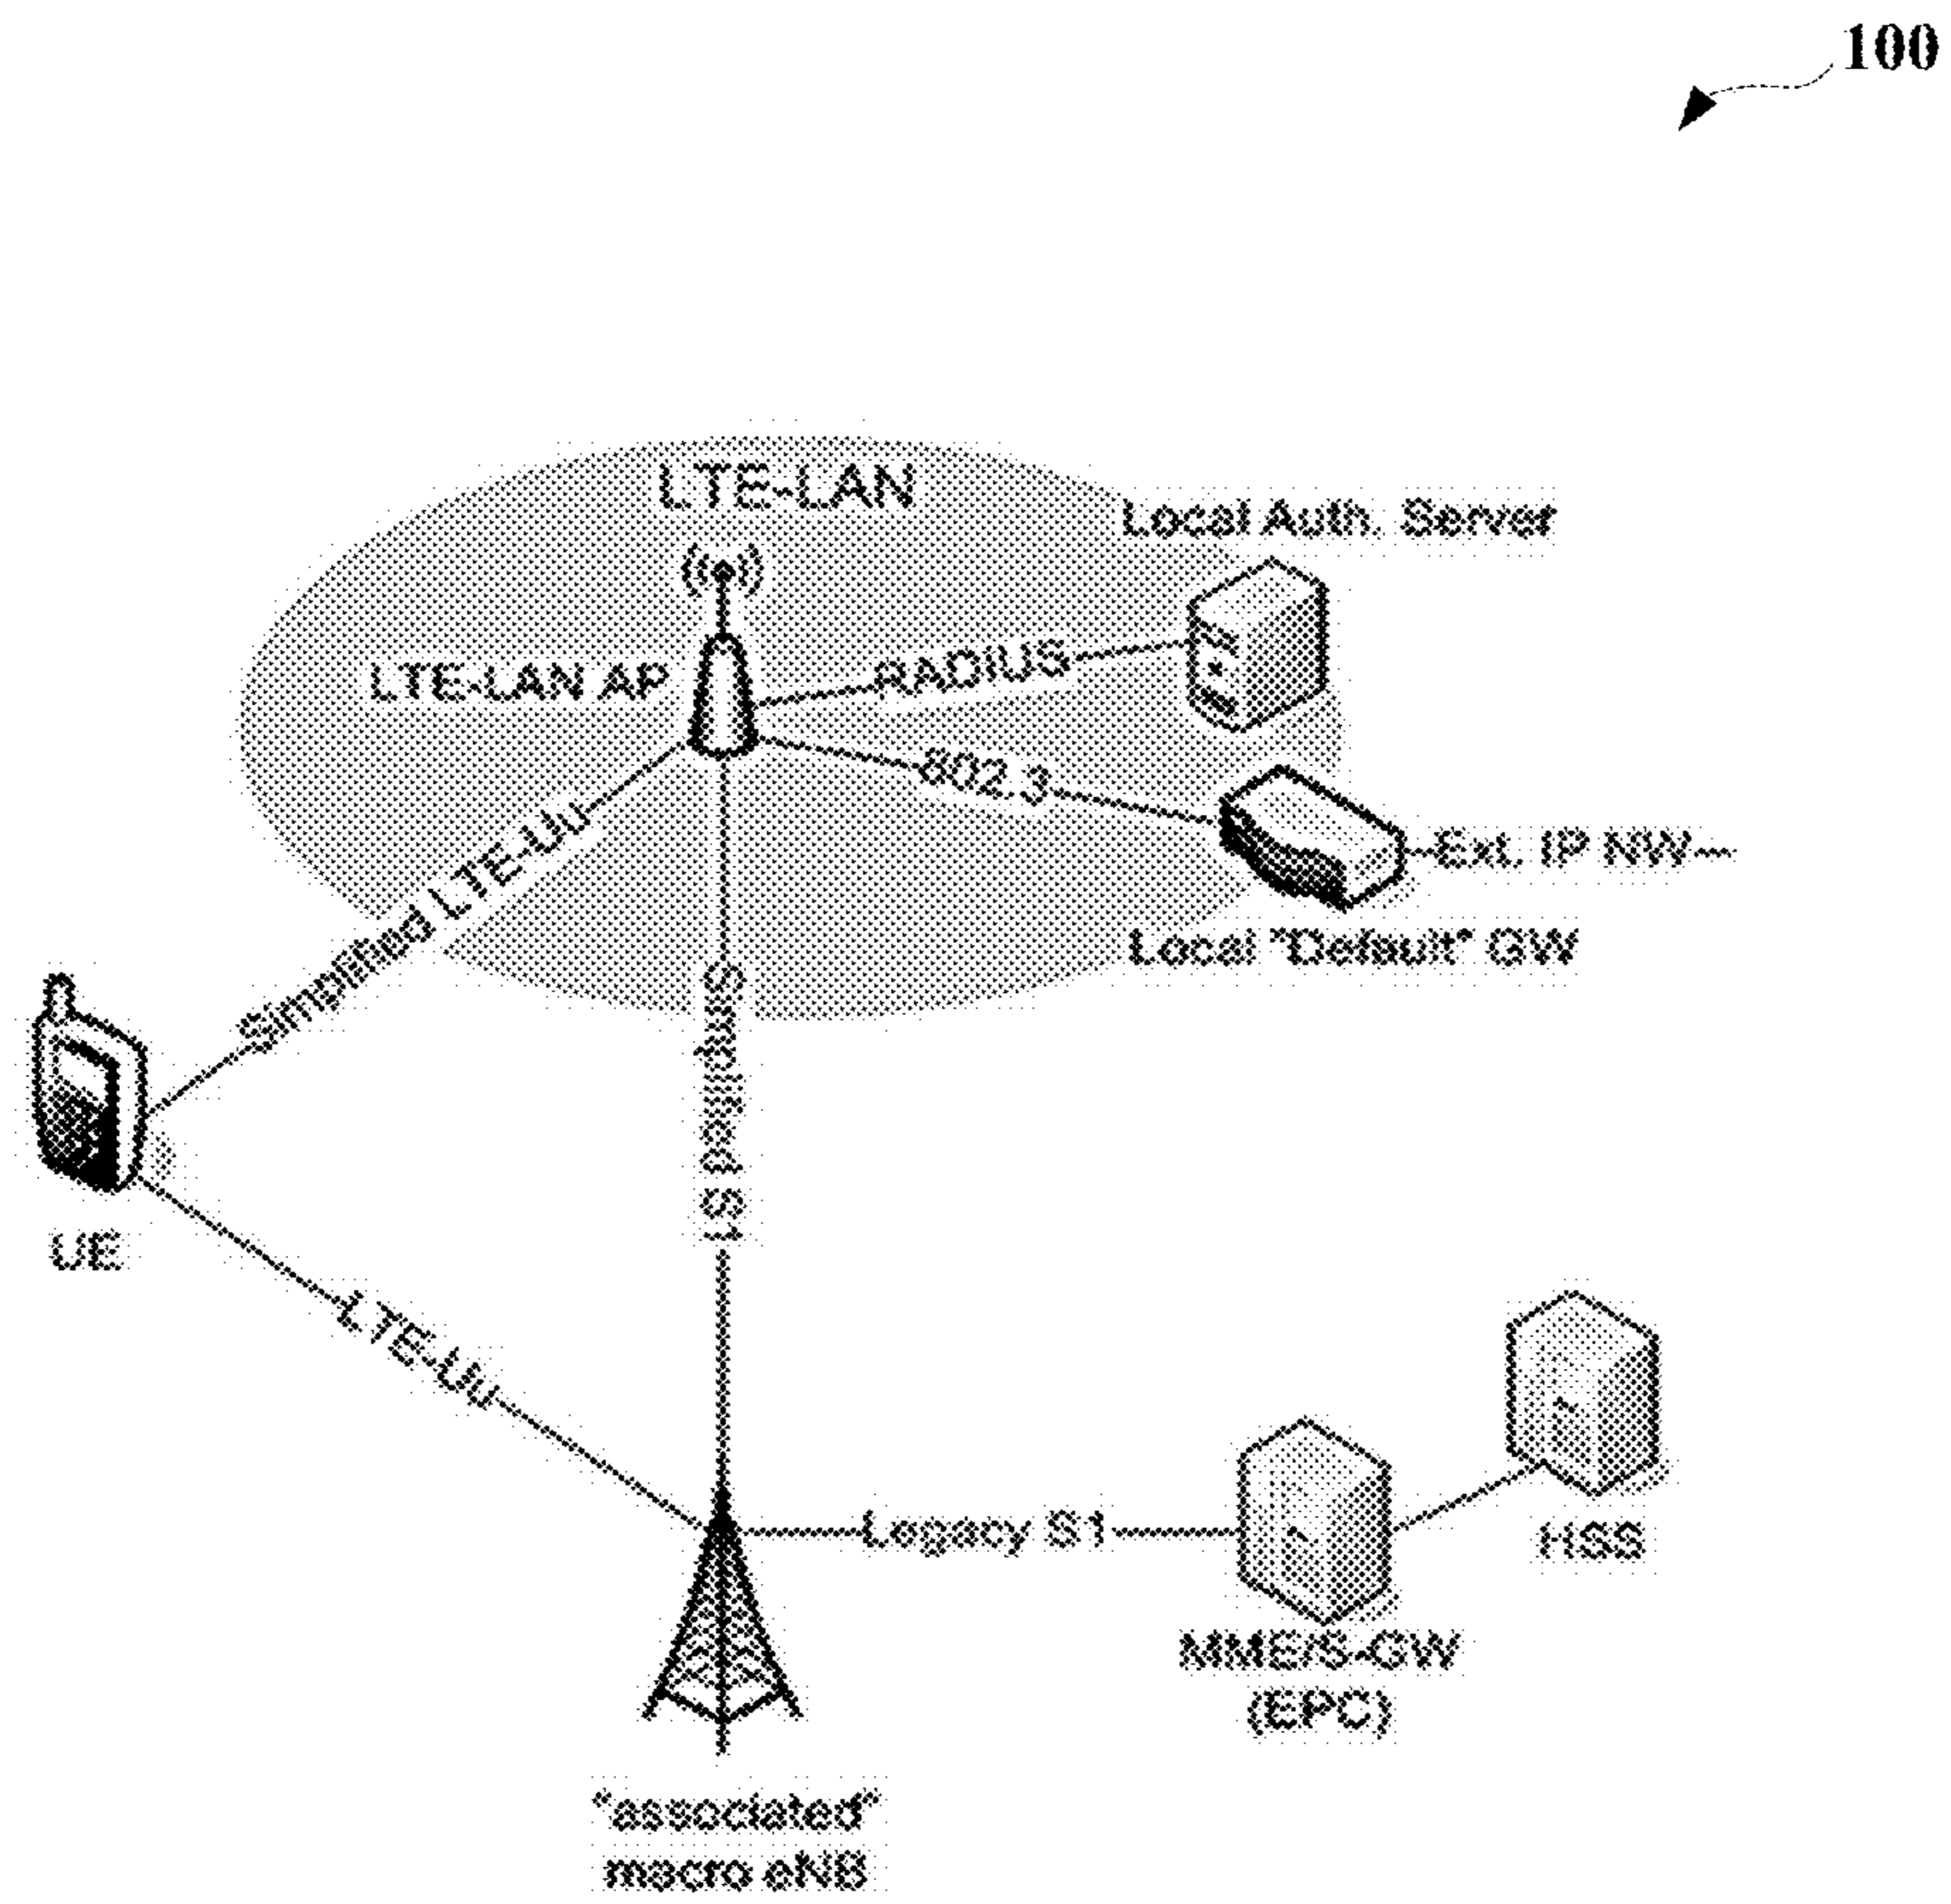 100
LTE-LAN
Local Auth. Server
LTE-LAN AP
RADIUS
802.3
Ext. IP NW
Local "Default" GW
Simplified LTE-Uu
Simplified S1
UE
LTE-Uu
Legacy S1
HSS
MME/S-GW
(EPC)
"associated"
macro eNB